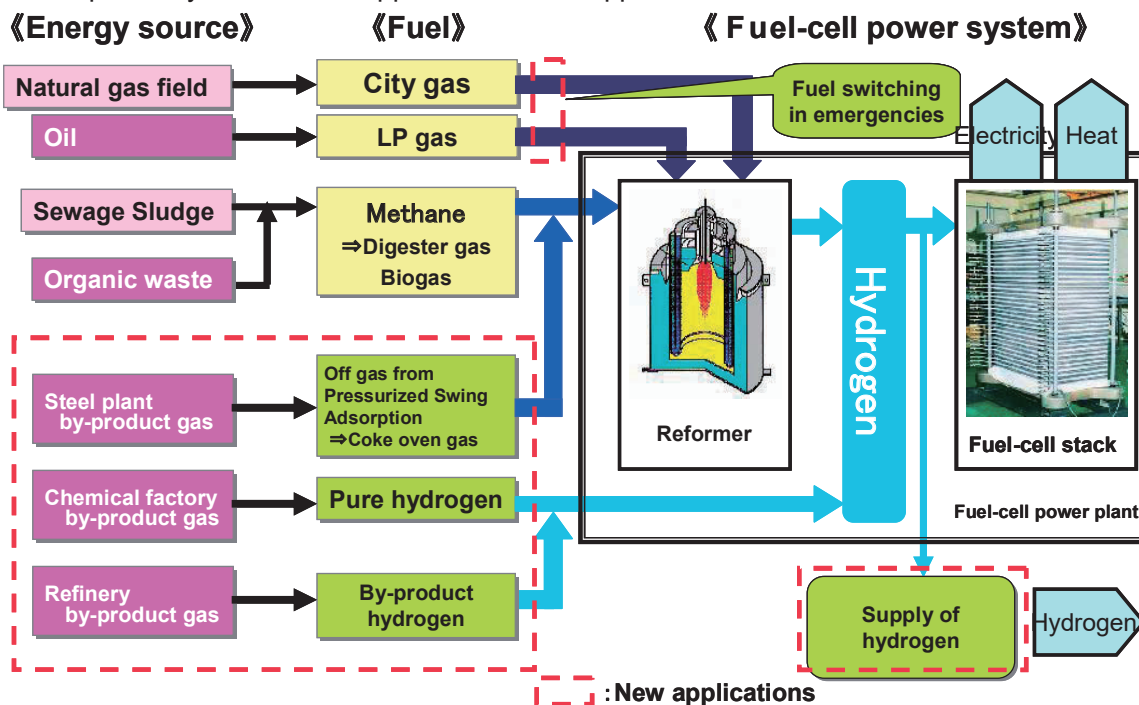 《Energy source》
《Fuel》
《 Fuel-cell power system》
Natural gas field
City gas
Fuel switching
in emergencies
Oil
LP gas
Electricity
Heat
Sewage Sludge
Organic waste
Methane
⇒Digester gas
Biogas
Reformer
Hydrogen
Fuel-cell stack
Fuel-cell power plant
Steel plant
by-product gas
Off gas from
Pressurized Swing
Adsorption
⇒Coke oven gas
Chemical factory
by-product gas
Pure hydrogen
Refinery
by-product gas
By-product
hydrogen
Supply of
hydrogen
Hydrogen
:New applications